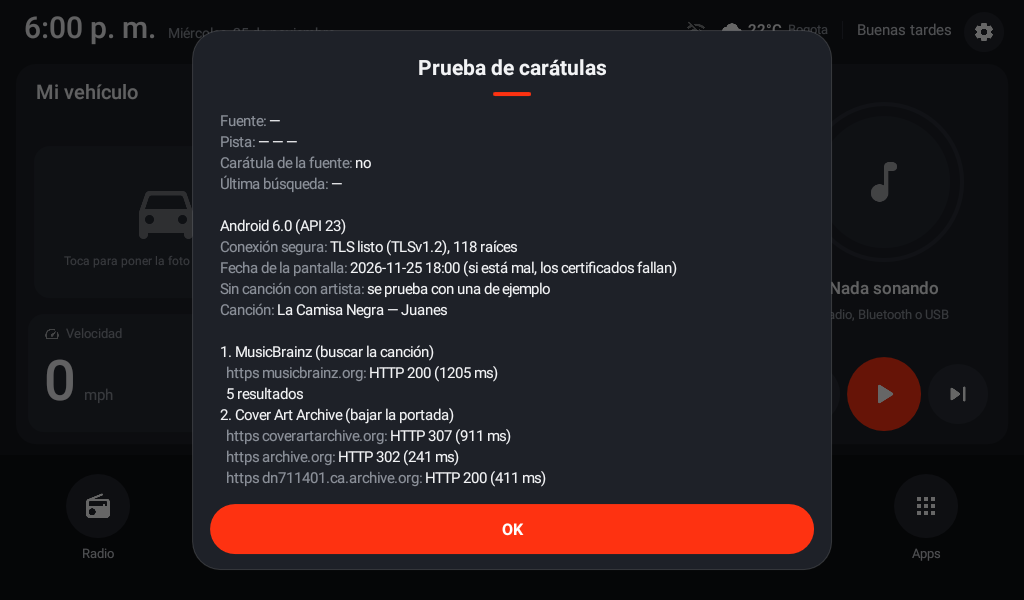 6:00 p. m.
22°C Bogota
Buenas tardes
Mi vehículo
Toca para poner la foto
Velocidad
0 mph
Prueba de carátulas
Fuente: —
Pista: — — —
Carátula de la fuente: no
Última búsqueda: —
Android 6.0 (API 23)
Conexión segura: TLS listo (TLSv1.2), 118 raíces
Fecha de la pantalla: 2026-11-25 18:00 (si está mal, los certificados fallan)
Sin canción con artista: se prueba con una de ejemplo
Canción: La Camisa Negra — Juanes
1. MusicBrainz (buscar la canción)
https musicbrainz.org: HTTP 200 (1205 ms)
5 resultados
2. Cover Art Archive (bajar la portada)
https coverartarchive.org: HTTP 307 (911 ms)
https archive.org: HTTP 302 (241 ms)
https dn711401.ca.archive.org: HTTP 200 (411 ms)
OK
Nada sonando
Bluetooth o USB
Radio
Apps